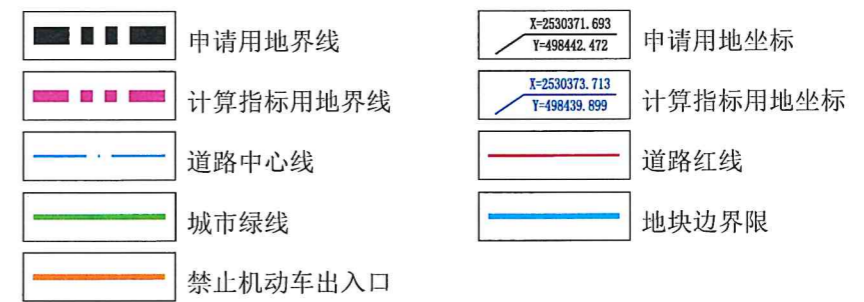 申请用地界线
X=2530371.693
Y=498442.472
申请用地坐标
计算指标用地界线
X=2530373.713
Y=498439.899
计算指标用地坐标
道路中心线
道路红线
城市绿线
地块边界限
禁止机动车出入口